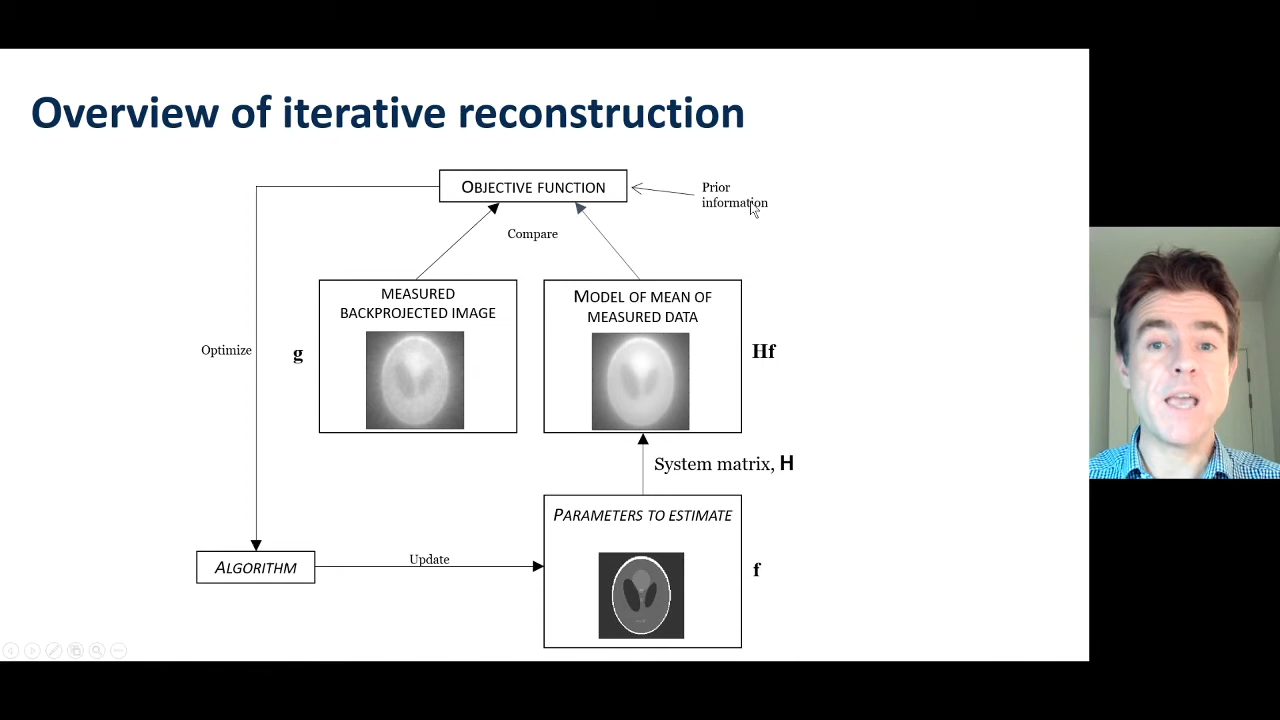 Overview of iterative reconstruction
OBJECTIVE FUNCTION
Prior
information
Compare
MEASURED
BACKPROJECTED IMAGE
MODEL OF MEAN OF
MEASURED DATA
Optimize
g
Hf
System matrix, H
PARAMETERS TO ESTIMATE
ALGORITHM
Update
f